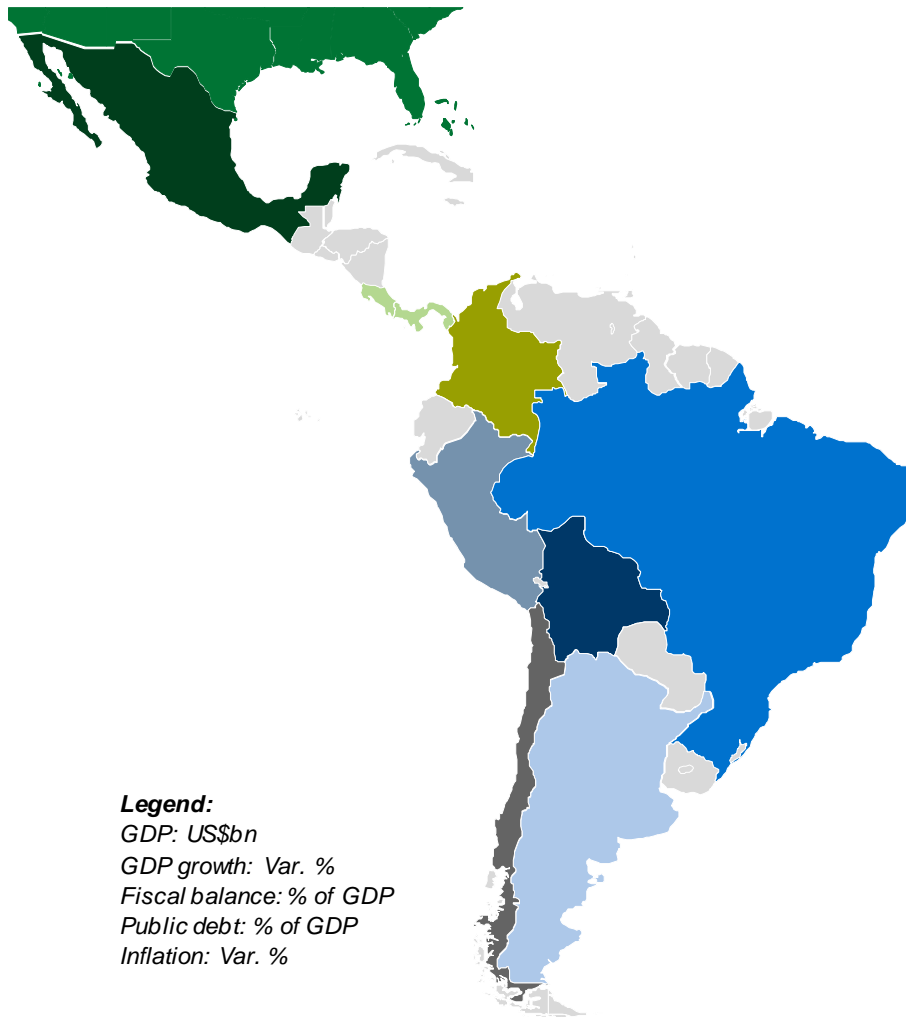 Legend:
GDP: US$bn
GDP growth: Var. %
Fiscal balance: % of GDP
Public debt: % of GDP
Inflation: Var. %